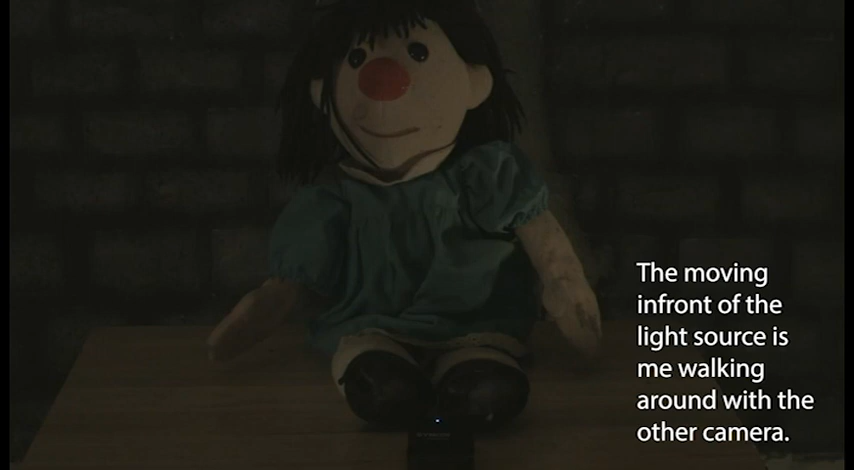 The moving
infront of the
light source is
me walking
around with the
other camera.